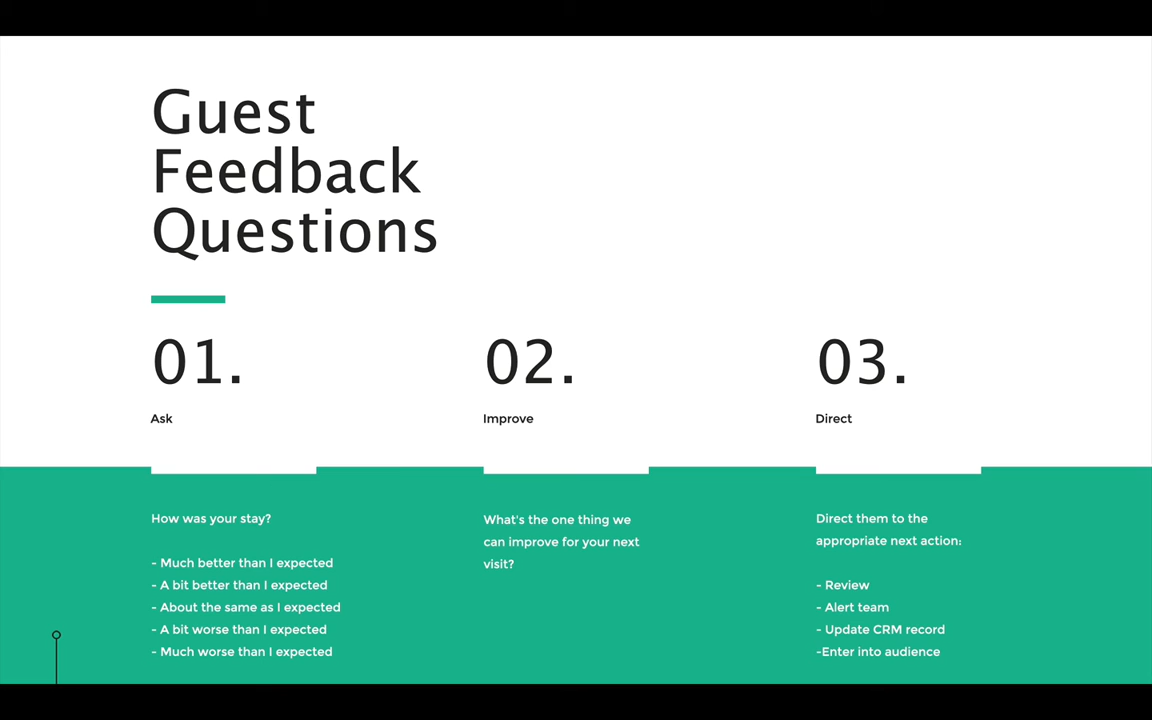 Guest
Feedback
Questions
01.
Ask
How was your stay?
- Much better than I expected
- A bit better than I expected
- About the same as I expected
- A bit worse than I expected
- Much worse than I expected
02.
Improve
What's the one thing we
can improve for your next
visit?
03.
Direct
Direct them to the
appropriate next action:
- Review
- Alert team
- Update CRM record
-Enter into audience